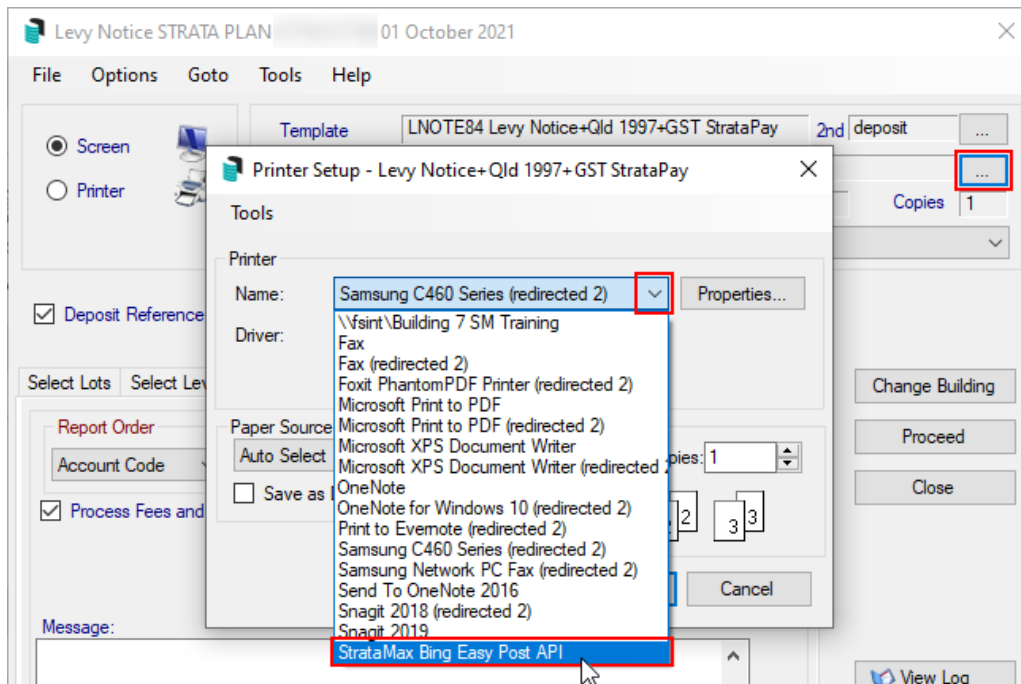 Levy Notice STRATA PLAN 01 October 2021
File Options Goto Tools Help
Screen
Printer
Template LNOTE84 Levy Notice+Qld 1997+GST StrataPay 2nd deposit ...
...
Copies 1
Printer Setup - Levy Notice+Qld 1997+GST StrataPay
Tools
Printer
Name: Samsung C460 Series (redirected 2) Properties...
Driver:
\\fsint\Building 7 SM Training
Fax
Fax (redirected 2)
Foxit PhantomPDF Printer (redirected 2)
Microsoft Print to PDF
Microsoft Print to PDF (redirected 2)
Microsoft XPS Document Writer
Microsoft XPS Document Writer (redirected
OneNote
OneNote for Windows 10 (redirected 2)
Print to Evernote (redirected 2)
Samsung C460 Series (redirected 2)
Samsung Network PC Fax (redirected 2)
Send To OneNote 2016
Snagit 2018 (redirected 2)
Snagit 2019
StrataMax Bing Easy Post API
Paper Source
Auto Select
Save as
pies: 1
2 3 3
Cancel
Deposit Reference
Select Lots Select Lev
Report Order
Account Code
Process Fees and
Message:
Change Building
Proceed
Close
View Log